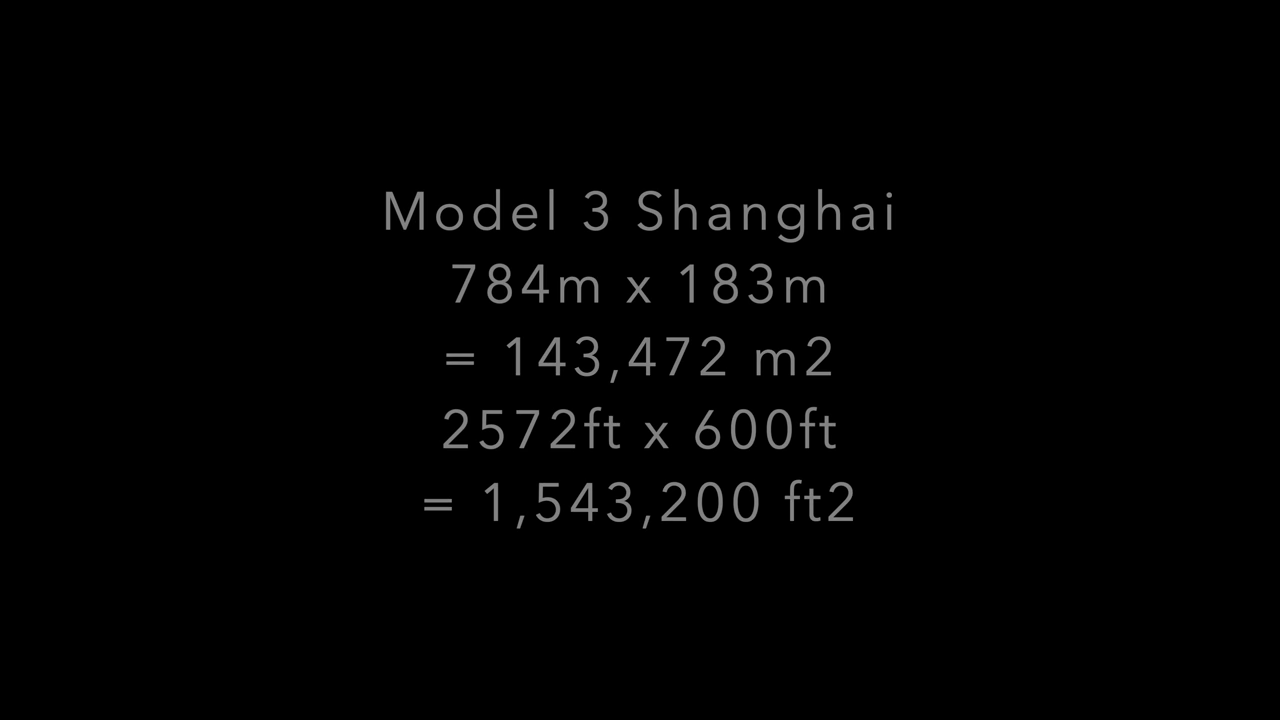 Model 3 Shanghai
784m x 183m
= 143,472 m2
2572ft x 600ft
= 1,543,200 ft2